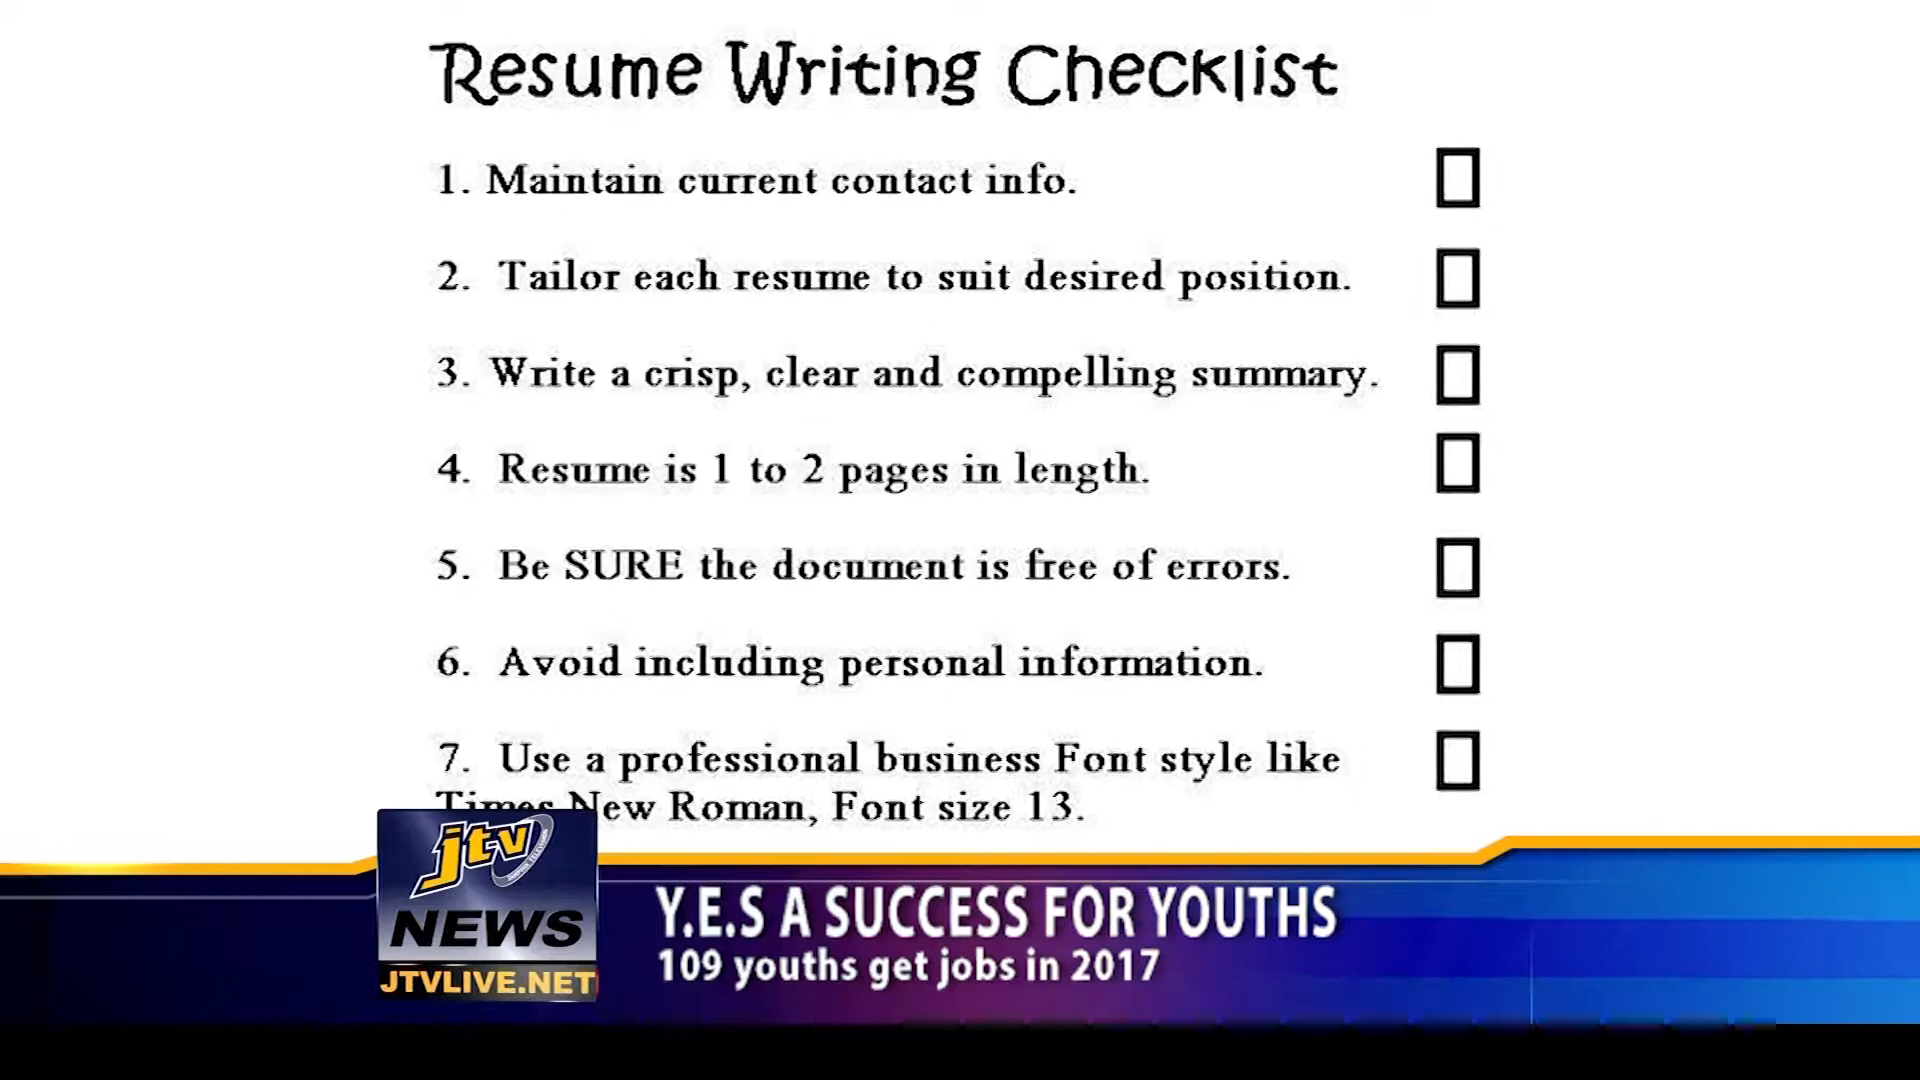 Resume Writing Checklist
1. Maintain current contact info.
2. Tailor each resume to suit desired position.
3. Write a crisp, clear and compelling summary.
4. Resume is 1 to 2 pages in length.
5. Be SURE the document is free of errors.
6. Avoid including personal information.
7. Use a professional business Font style like
Times New Roman, Font size 13.
jtv
NEWS
JTVLIVE.NET
Y.E.S A SUCCESS FOR YOUTHS
109 youths get jobs in 2017